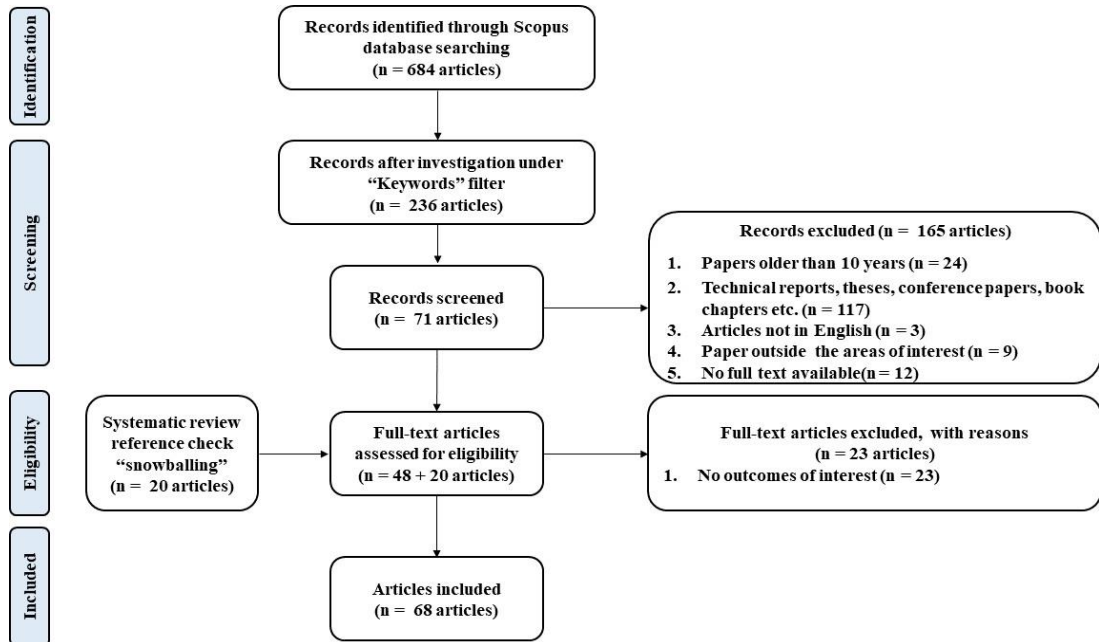 Identification
Records identified through Scopus
database searching
(n = 684 articles)
Screening
Records after investigation under
“Keywords” filter
(n = 236 articles)
Records screened
(n = 71 articles)
Records excluded (n = 165 articles)
1. Papers older than 10 years (n = 24)
2. Technical reports, theses, conference papers, book
chapters etc. (n = 117)
3. Articles not in English (n = 3)
4. Paper outside the areas of interest (n = 9)
5. No full text available(n = 12)
Eligibility
Systematic review
reference check
“snowballing”
(n = 20 articles)
Full-text articles
assessed for eligibility
(n = 48 + 20 articles)
Full-text articles excluded, with reasons
(n = 23 articles)
1. No outcomes of interest (n = 23)
Included
Articles included
(n = 68 articles)